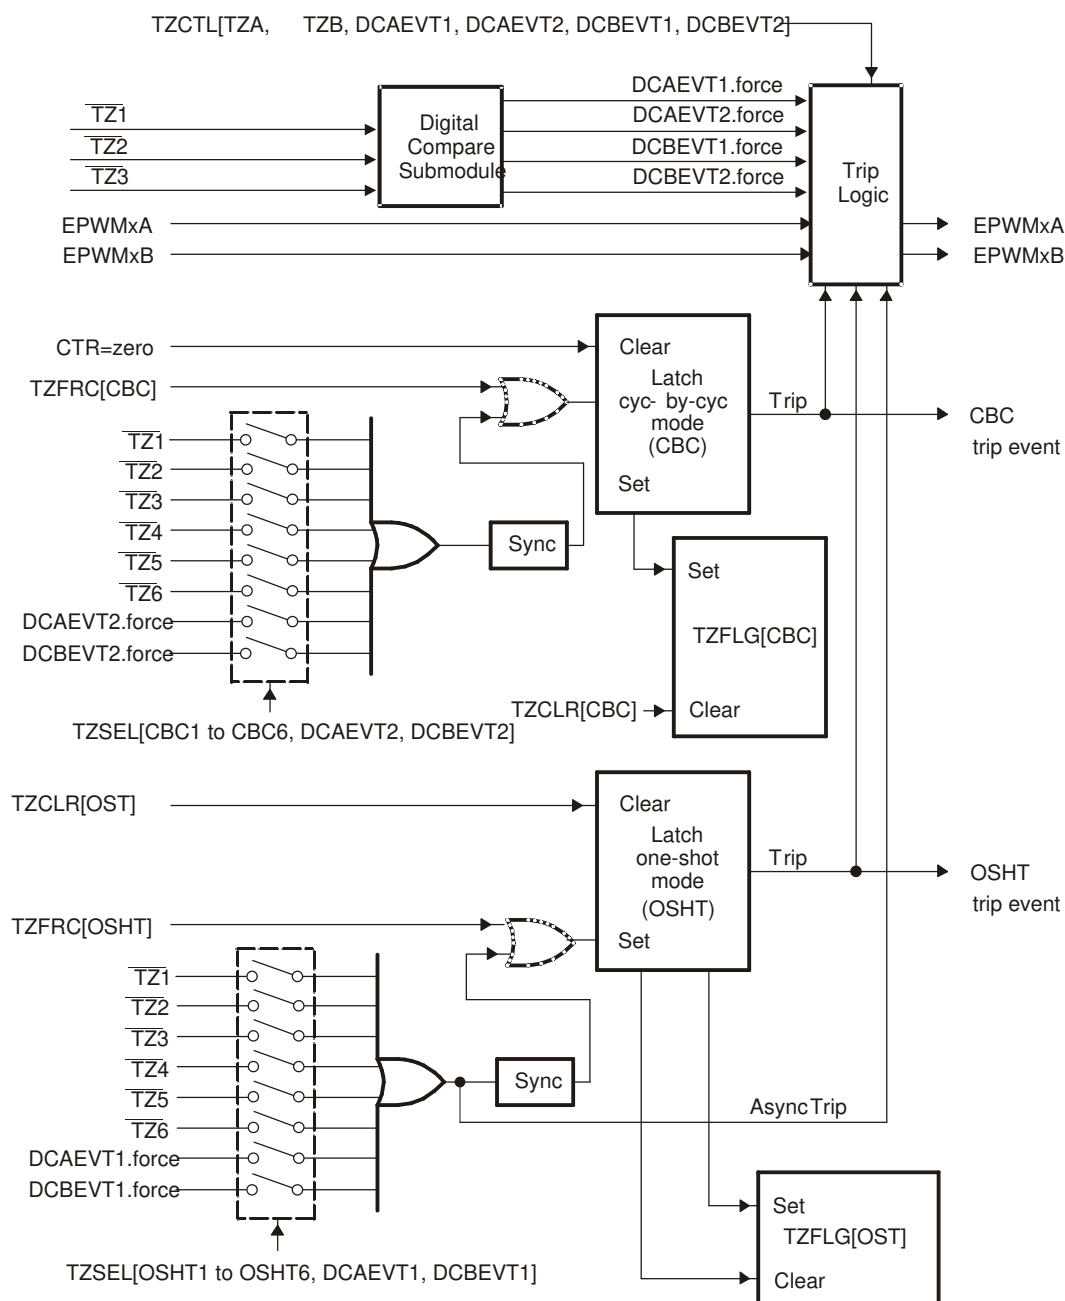 TZCTL[TZA, TZB, DCAEVT1, DCAEVT2, DCBEVT1, DCBEVT2]
TZ1
TZ2
TZ3
Digital
Compare
Submodule
DCAEVT1.force
DCAEVT2.force
DCBEVT1.force
DCBEVT2.force
Trip
Logic
EPWMxA
EPWMxB
EPWMxA
EPWMxB
CTR=zero
TZFRC[CBC]
Clear
Latch
cyc- by-cyc
mode
(CBC)
Set
Trip
CBC
trip event
TZ1
TZ2
TZ3
TZ4
TZ5
TZ6
DCAEVT2.force
DCBEVT2.force
Sync
Set
TZFLG[CBC]
Clear
TZCLR[CBC]
TZSEL[CBC1 to CBC6, DCAEVT2, DCBEVT2]
TZCLR[OST]
Clear
Latch
one-shot
mode
(OSHT)
Set
Trip
OSHT
trip event
TZFRC[OSHT]
TZ1
TZ2
TZ3
TZ4
TZ5
TZ6
DCAEVT1.force
DCBEVT1.force
Sync
Async Trip
Set
TZFLG[OST]
Clear
TZSEL[OSHT1 to OSHT6, DCAEVT1, DCBEVT1]